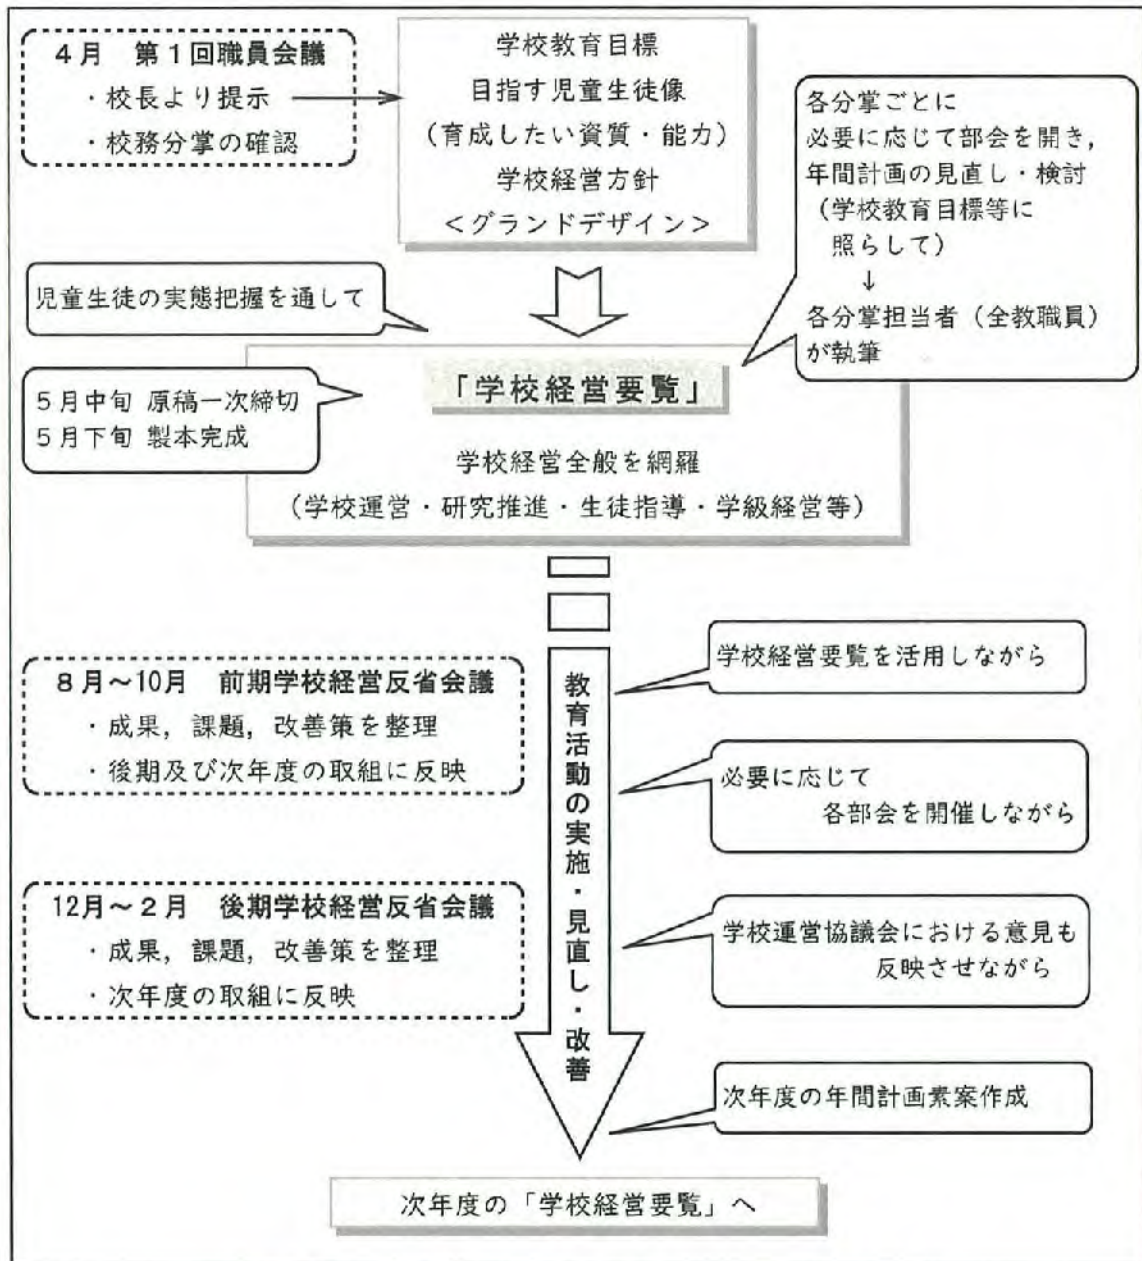 4月 第1回職員会議
・校長より提示
・校務分掌の確認
学校教育目標
目指す児童生徒像
(育成したい資質・能力)
学校経営方針
<グランドデザイン>
各分掌ごとに
必要に応じて部会を開き,
年間計画の見直し・検討
(学校教育目標等に
照らして)
↓
各分掌担当者(全教職員)
が執筆
児童生徒の実態把握を通して
5月中旬 原稿一次締切
5月下旬 製本完成
「学校経営要覧」
学校経営全般を網羅
(学校運営・研究推進・生徒指導・学級経営等)
8月~10月 前期学校経営反省会議
・成果,課題,改善策を整理
・後期及び次年度の取組に反映
12月~2月 後期学校経営反省会議
・成果,課題,改善策を整理
・次年度の取組に反映
教育活動の実施・見直し・改善
学校経営要覧を活用しながら
必要に応じて
各部会を開催しながら
学校運営協議会における意見も
反映させながら
次年度の年間計画素案作成
次年度の「学校経営要覧」へ